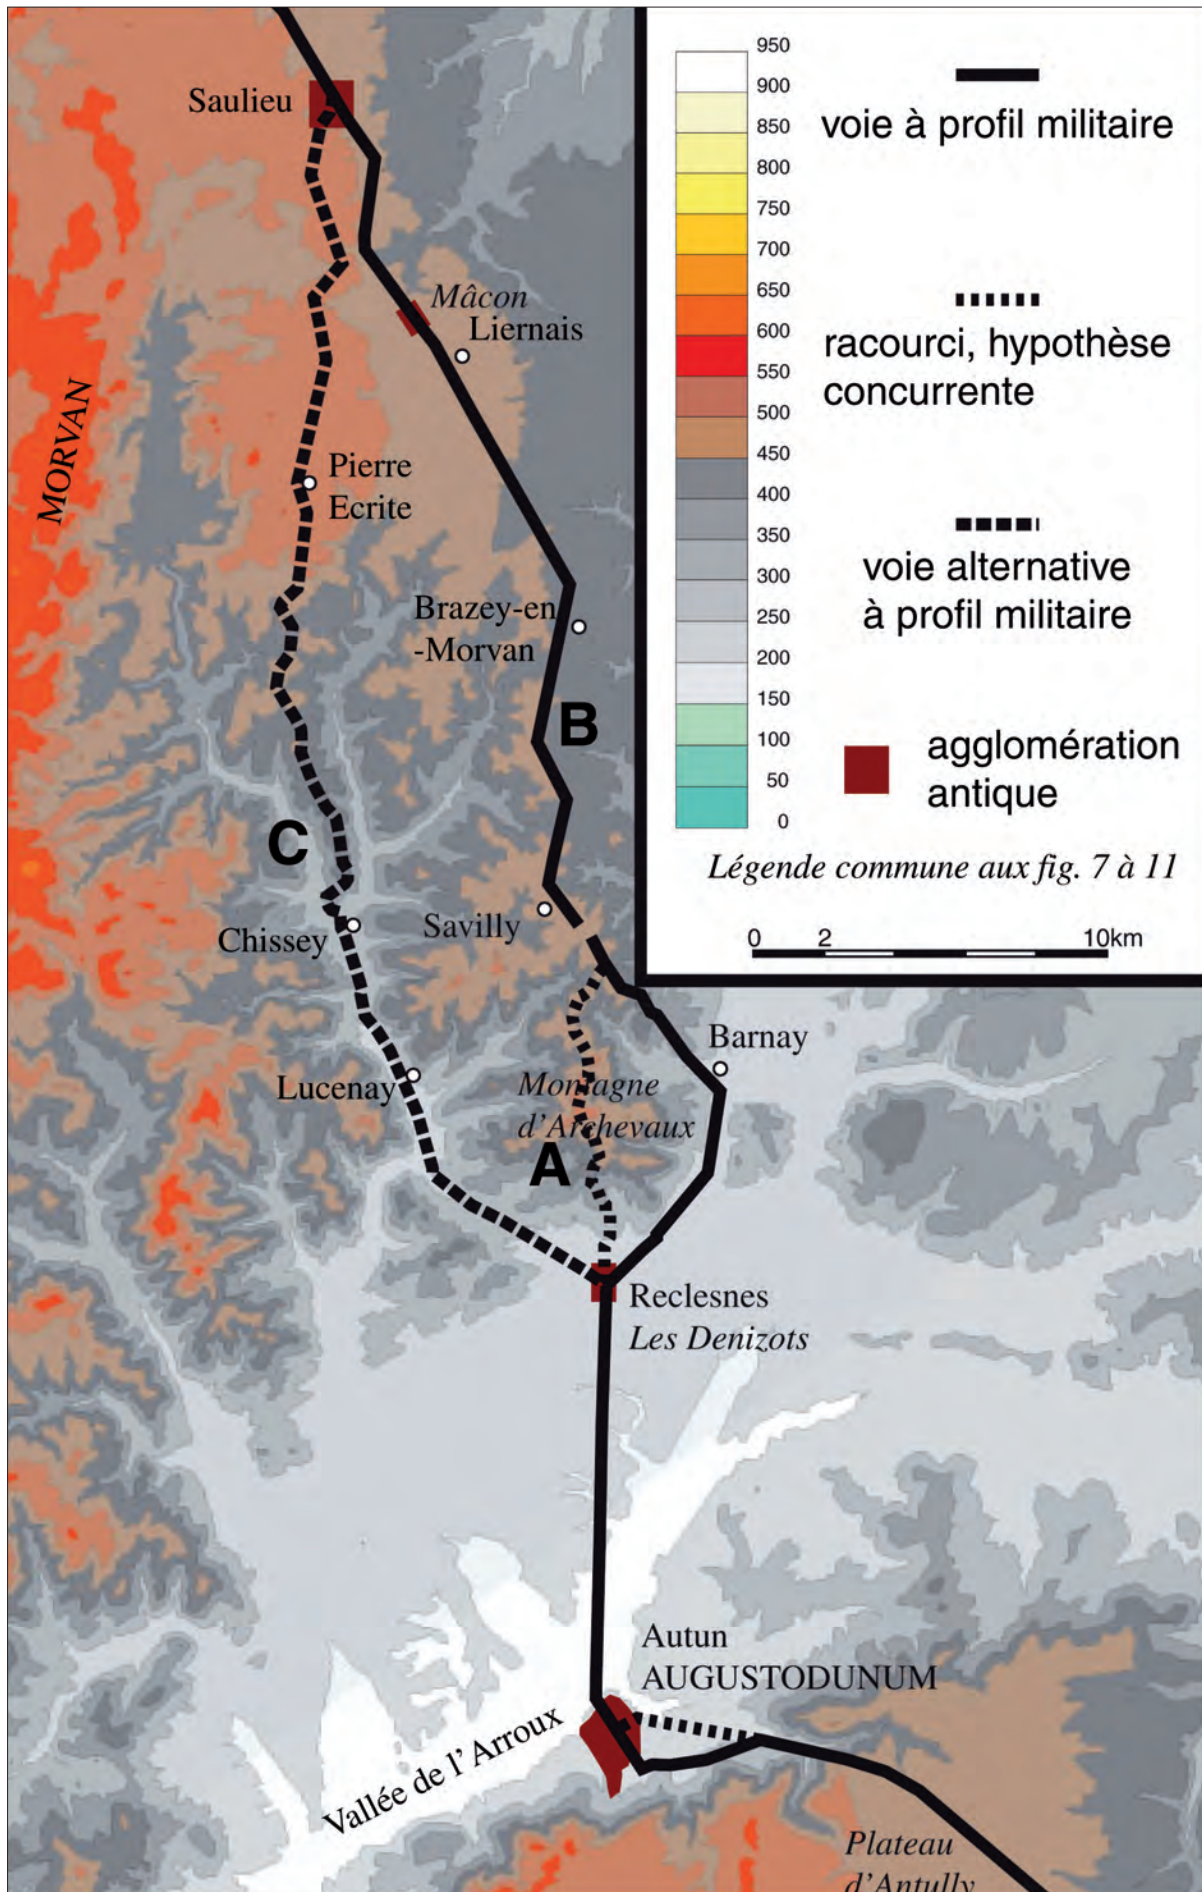 Saulieu
Mâcon
Liernais
MORVAN
Pierre
Ecrite
Brazey-en
-Morvan
B
C
Chissey
Savilly
Barnay
Lucenay
Montagne
d'Archevaux
A
Reclesnes
Les Denizots
Autun
AUGUSTODUNUM
Vallée de l'Arroux
Plateau
d'Antully
950
900
850
800
750
700
650
600
550
500
450
400
350
300
250
200
150
100
50
0
voie à profil militaire
racourci, hypothèse
concurrente
voie alternative
à profil militaire
agglomération
antique
Légende commune aux fig. 7 à 11
0 2 10km